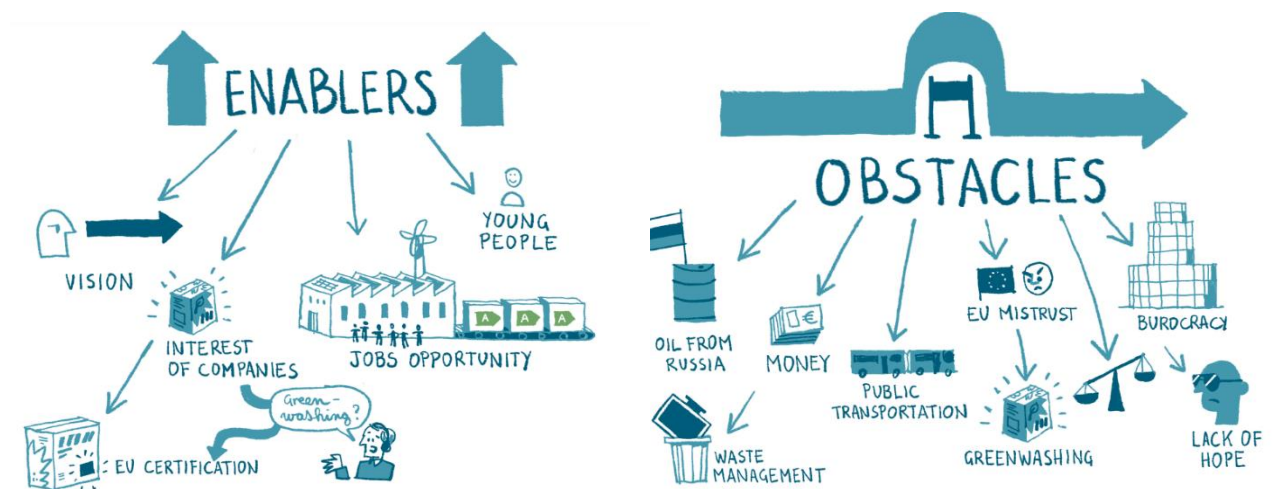 ENABLERS
VISION
YOUNG
PEOPLE
INTEREST
OF COMPANIES
A A A
JOBS OPPORTUNITY
Green-
washing?
EU CERTIFICATION
OBSTACLES
OIL FROM
RUSSIA
€
MONEY
PUBLIC
TRANSPORTATION
EU MISTRUST
BUROCRACY
WASTE
MANAGEMENT
GREENWASHING
LACK OF
HOPE